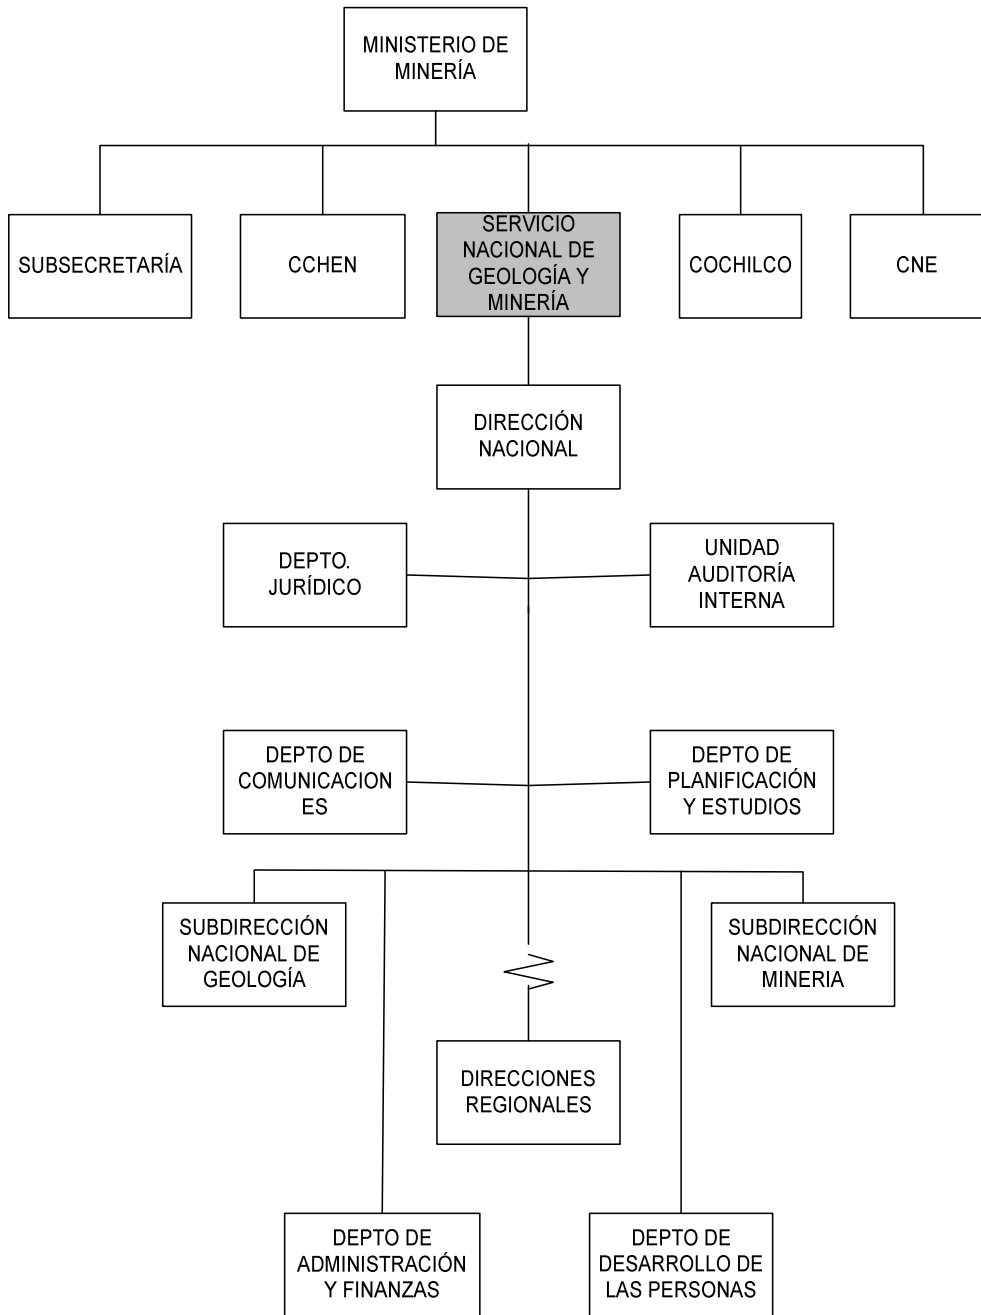 MINISTERIO DE
MINERÍA
SUBSECRETARÍA
CCHEN
SERVICIO
NACIONAL DE
GEOLOGÍA Y
MINERÍA
COCHILCO
CNE
DIRECCIÓN
NACIONAL
DEPTO.
JURÍDICO
UNIDAD
AUDITORÍA
INTERNA
DEPTO DE
COMUNICACION
ES
DEPTO DE
PLANIFICACIÓN
Y ESTUDIOS
SUBDIRECCIÓN
NACIONAL DE
GEOLOGÍA
SUBDIRECCIÓN
NACIONAL DE
MINERIA
DIRECCIONES
REGIONALES
DEPTO DE
ADMINISTRACIÓN
Y FINANZAS
DEPTO DE
DESARROLLO DE
LAS PERSONAS